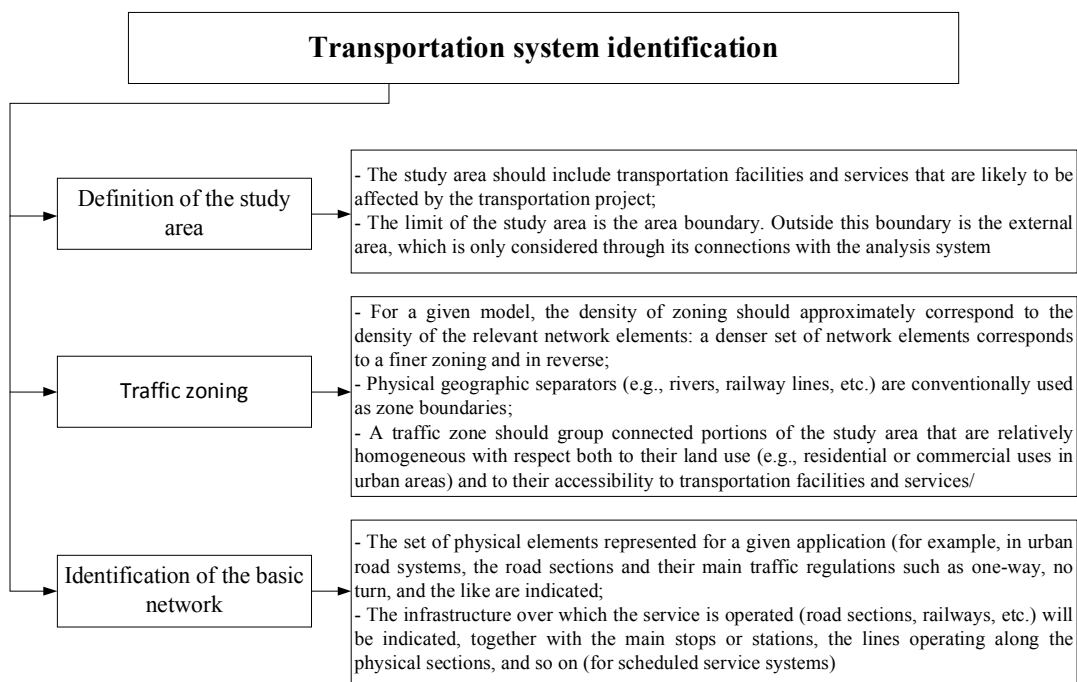 Transportation system identification
Definition of the study
area
- The study area should include transportation facilities and services that are likely to be
affected by the transportation project;
- The limit of the study area is the area boundary. Outside this boundary is the external
area, which is only considered through its connections with the analysis system
Traffic zoning
- For a given model, the density of zoning should approximately correspond to the
density of the relevant network elements: a denser set of network elements corresponds
to a finer zoning and in reverse;
- Physical geographic separators (e.g., rivers, railway lines, etc.) are conventionally used
as zone boundaries;
- A traffic zone should group connected portions of the study area that are relatively
homogeneous with respect both to their land use (e.g., residential or commercial uses in
urban areas) and to their accessibility to transportation facilities and services/
Identification of the basic
network
- The set of physical elements represented for a given application (for example, in urban
road systems, the road sections and their main traffic regulations such as one-way, no
turn, and the like are indicated;
- The infrastructure over which the service is operated (road sections, railways, etc.) will
be indicated, together with the main stops or stations, the lines operating along the
physical sections, and so on (for scheduled service systems)